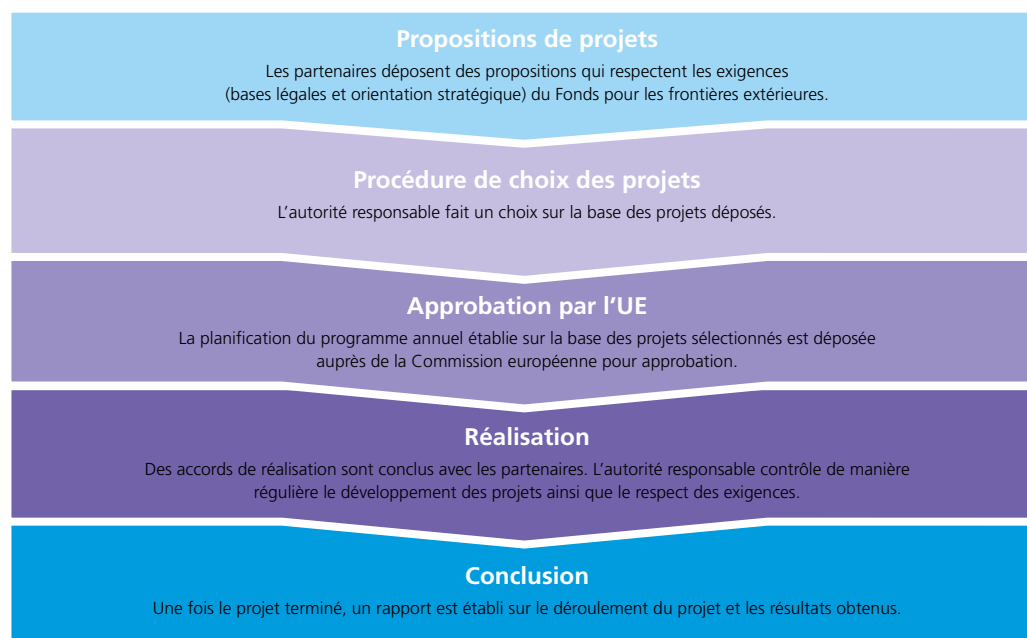 Propositions de projets
Les partenaires déposent des propositions qui respectent les exigences
(bases légales et orientation stratégique) du Fonds pour les frontières extérieures.
Procédure de choix des projets
L’autorité responsable fait un choix sur la base des projets déposés.
Approbation par l’UE
La planification du programme annuel établie sur la base des projets sélectionnés est déposée
auprès de la Commission européenne pour approbation.
Réalisation
Des accords de réalisation sont conclus avec les partenaires. L’autorité responsable contrôle de manière
régulière le développement des projets ainsi que le respect des exigences.
Conclusion
Une fois le projet terminé, un rapport est établi sur le déroulement du projet et les résultats obtenus.